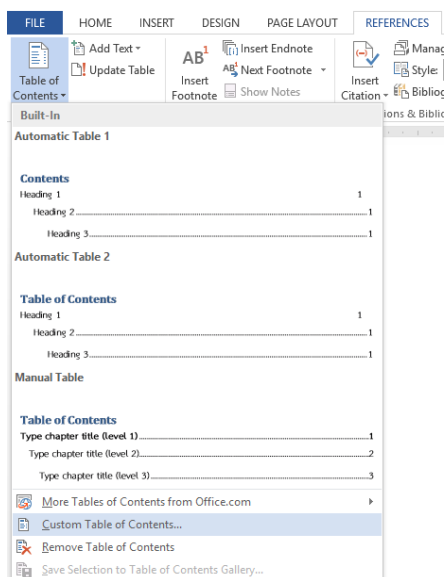 FILE HOME INSERT DESIGN PAGE LAYOUT REFERENCES
Add Text Insert Endnote Manag
Update Table AB1 Next Footnote Style:
Table of Contents Insert Footnote Show Notes Insert Citation Bibliog
ions & Biblic
Built-In
Automatic Table 1
Contents
Heading 1 1
Heading 2 1
Heading 3 1
Automatic Table 2
Table of Contents
Heading 1 1
Heading 2 1
Heading 3 1
Manual Table
Table of Contents
Type chapter title (level 1) 1
Type chapter title (level 2) 2
Type chapter title (level 3) 3
More Tables of Contents from Office.com
Custom Table of Contents...
Remove Table of Contents
Save Selection to Table of Contents Gallery...